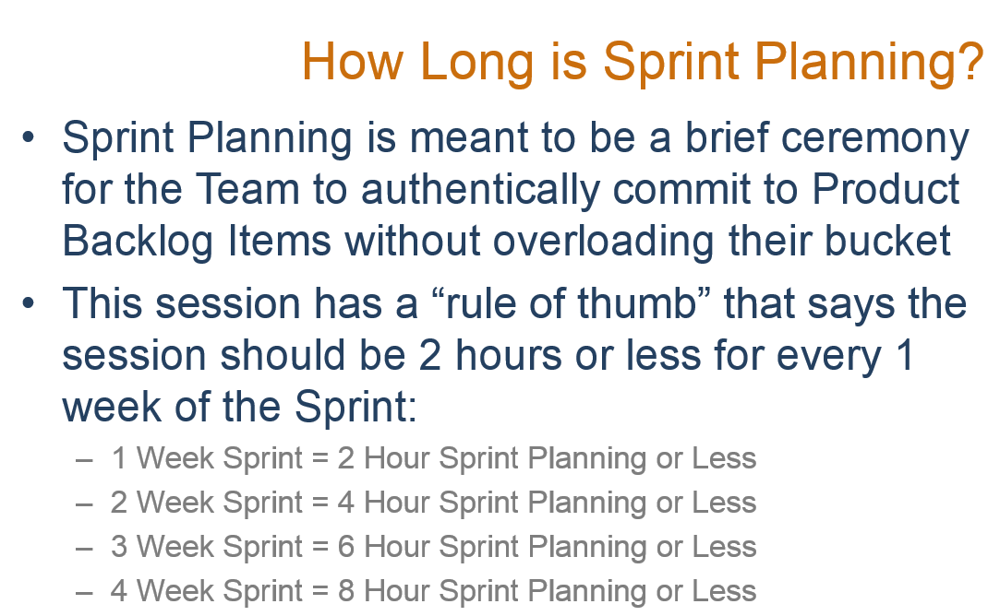 How Long is Sprint Planning?
• Sprint Planning is meant to be a brief ceremony
for the Team to authentically commit to Product
Backlog Items without overloading their bucket
• This session has a “rule of thumb” that says the
session should be 2 hours or less for every 1
week of the Sprint:
– 1 Week Sprint = 2 Hour Sprint Planning or Less
– 2 Week Sprint = 4 Hour Sprint Planning or Less
– 3 Week Sprint = 6 Hour Sprint Planning or Less
– 4 Week Sprint = 8 Hour Sprint Planning or Less